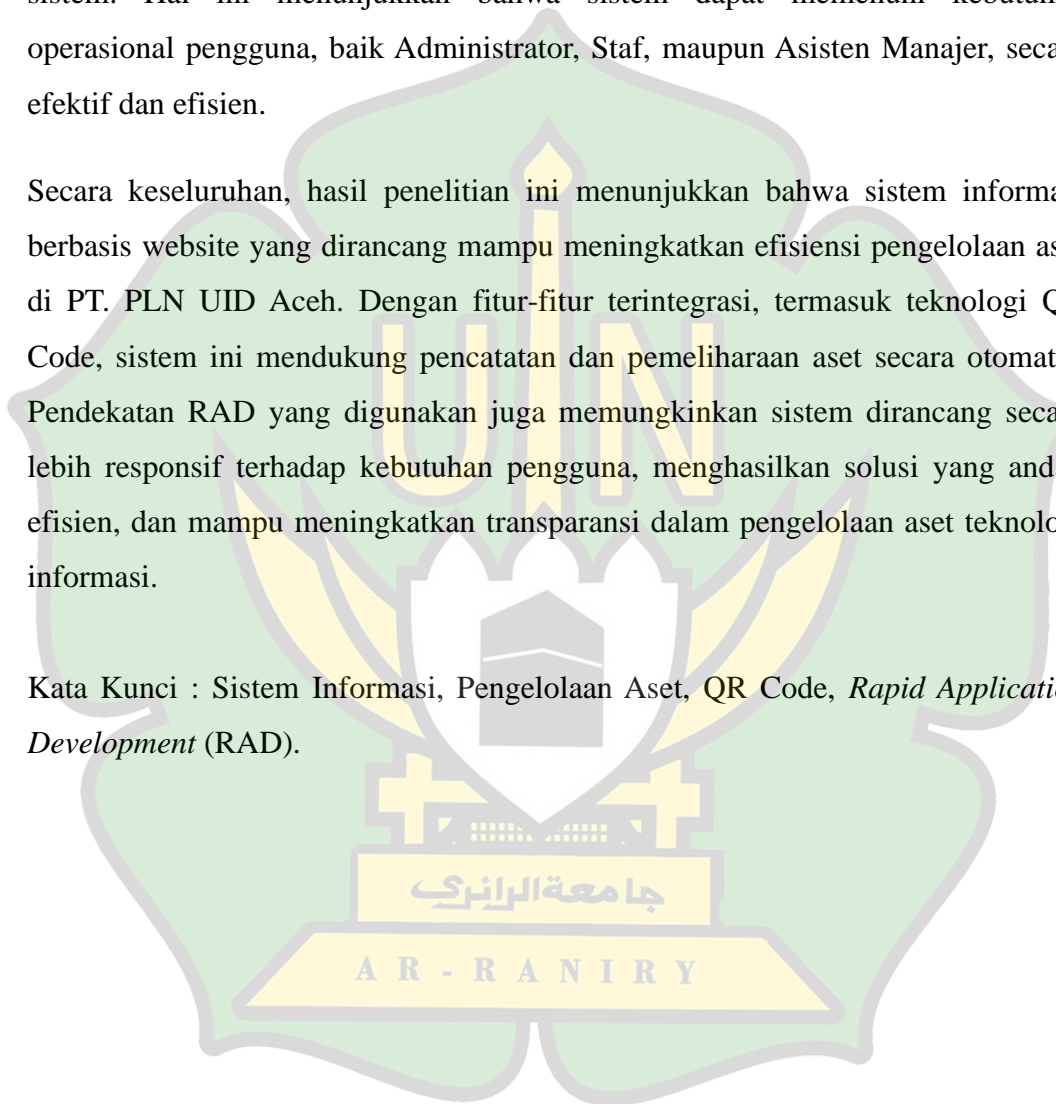 sistem. Hal ini menunjukkan bahwa sistem dapat memenuhi
operasional pengguna, baik Administrator, Staf, maupun Asisten Manajer, seca
efektif dan efisien.
Secara keseluruhan, hasil penelitian ini menunjukkan bahwa sistem informa
berbasis website yang dirancang mampu meningkatkan efisiensi pengelolaan as
di PT. PLN UID Aceh. Dengan fitur-fitur terintegrasi, termasuk teknologi Q
Code, sistem ini mendukung pencatatan dan pemeliharaan aset secara otomat
Pendekatan RAD yang digunakan juga memungkinkan sistem dirancang seca
lebih responsif terhadap kebutuhan pengguna, menghasilkan solusi yang anda
efisien, dan mampu meningkatkan transparansi dalam pengelolaan aset teknolo
informasi.
Kata Kunci : Sistem Informasi, Pengelolaan Aset, QR Code, Rapid Applicatio
Development (RAD).
UIN
جامعة الرانري
AR-RANIRY